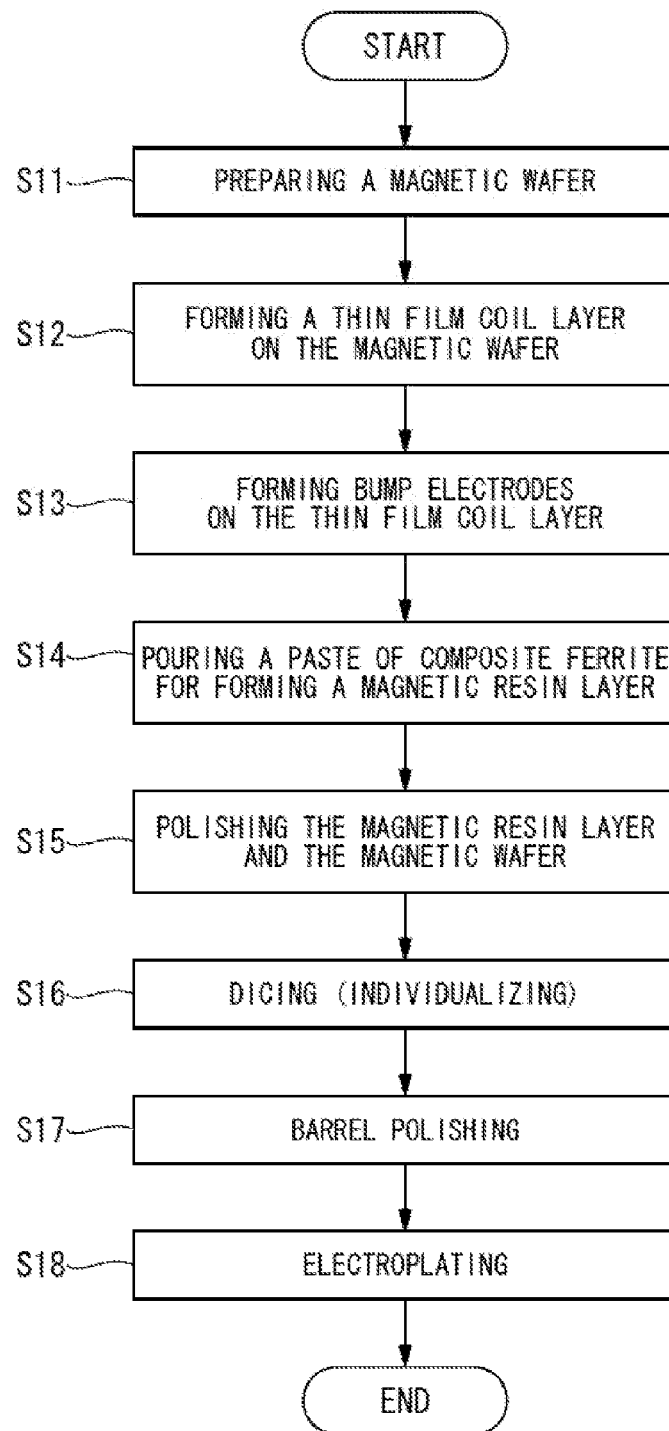 START
S11
PREPARING A MAGNETIC WAFER
S12
FORMING A THIN FILM COIL LAYER
ON THE MAGNETIC WAFER
S13
FORMING BUMP ELECTRODES
ON THE THIN FILM COIL LAYER
S14
POURING A PASTE OF COMPOSITE FERRITE
FOR FORMING A MAGNETIC RESIN LAYER
S15
POLISHING THE MAGNETIC RESIN LAYER
AND THE MAGNETIC WAFER
S16
DICING (INDIVIDUALIZING)
S17
BARREL POLISHING
S18
ELECTROPLATING
END